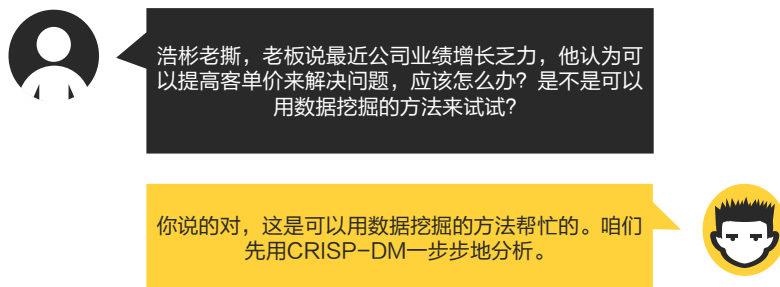 浩彬老撕，老板说最近公司业绩增长乏力，他认为可
以提高客单价来解决问题，应该怎么办？是不是可以
用数据挖掘的方法来试试？
你说的对，这是可以用数据挖掘的方法帮忙的。咱们
先用CRISP-DM一步步地分析。